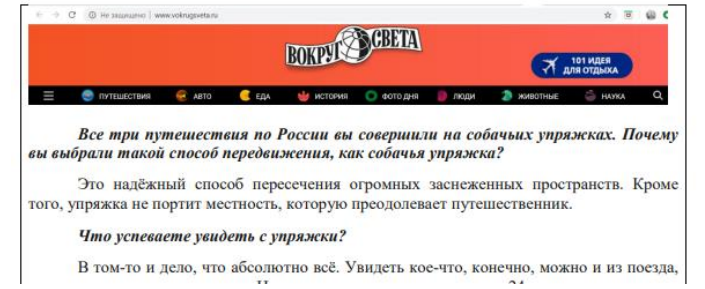 Не защищено | www.vokrugsveta.ru
ВОКРУГ СВЕТА
101 ИДЕЯ
ДЛЯ ОТДЫХА
ПУТЕШЕСТВИЯ АВТО ЕДА ИСТОРИЯ ФОТО ДНЯ ЛЮДИ ЖИВОТНЫЕ НАУКА
Все три путешествия по России вы совершили на собачьих упряжках. Почему
вы выбрали такой способ передвижения, как собачья упряжка?
Это надёжный способ пересечения огромных заснеженных пространств. Кроме
того, упряжка не портит местность, которую преодолевает путешественник.
Что успеваете увидеть с упряжки?
В том-то и дело, что абсолютно всё. Увидеть кое-что, конечно, можно и из поезда,